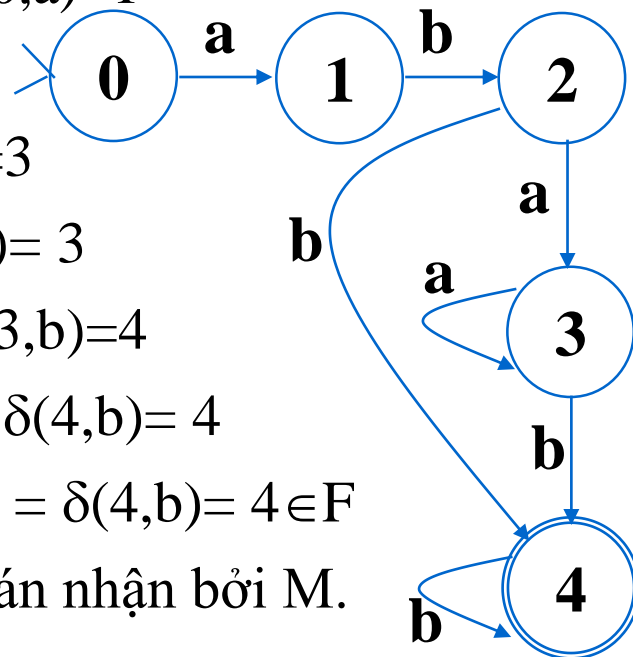 a
b
0
1
2
=3
a
b
)= 3
a
3
3,b)=4
δ(4,b)= 4
b
= δ(4,b)= 4∈F
án nhận bởi M.
4
b